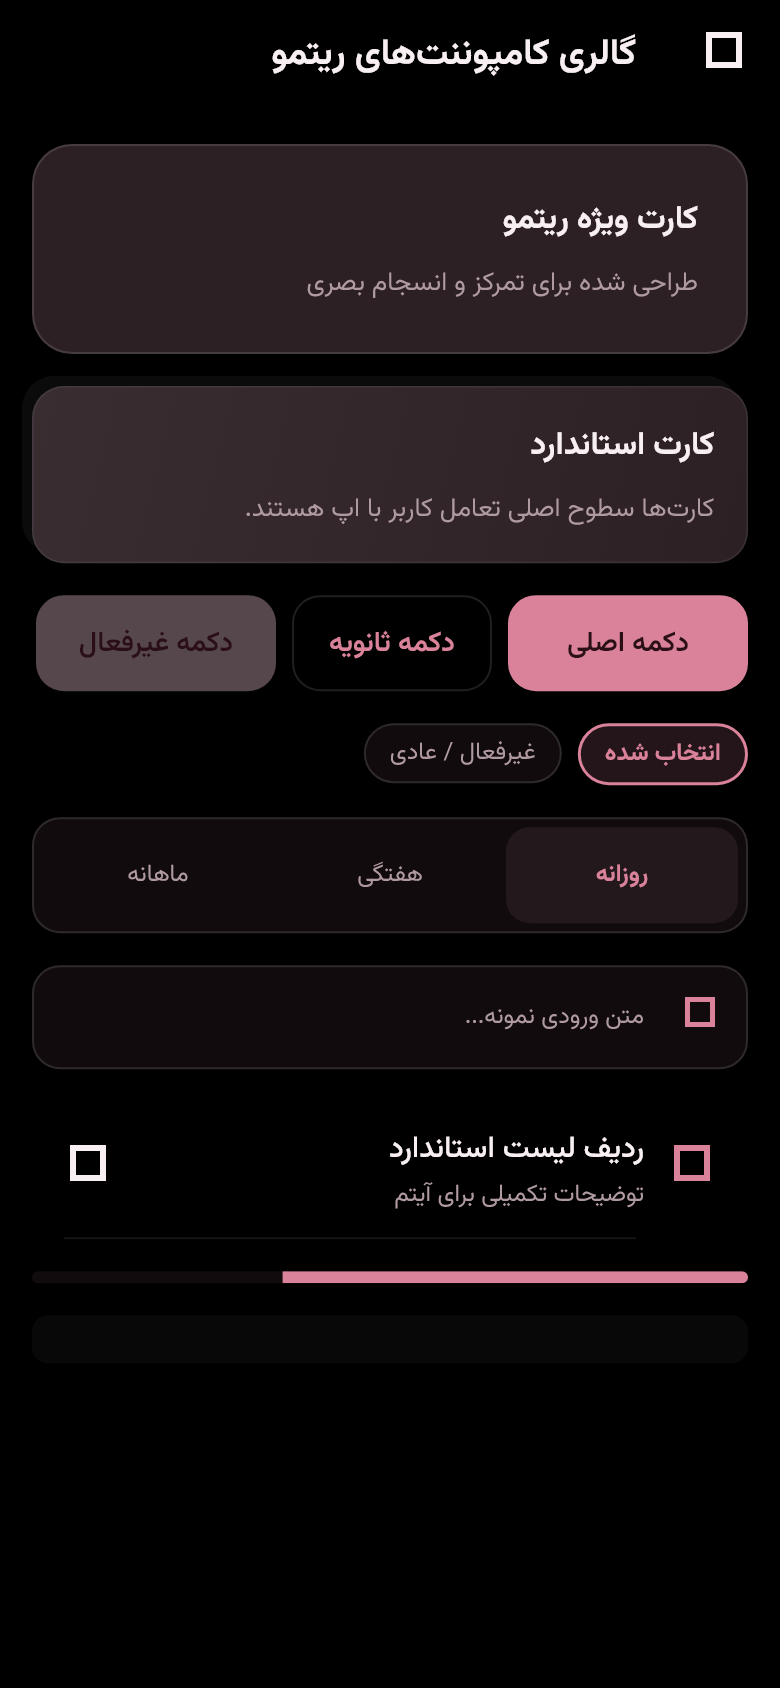 گالری کامپوننت‌های ریتمو
کارت ویژه ریتمو
طراحی شده برای تمرکز و انسجام بصری
کارت استاندارد
کارت‌ها سطوح اصلی تعامل کاربر با اپ هستند.
دکمه اصلی
دکمه ثانویه
دکمه غیرفعال
انتخاب شده
غیرفعال / عادی
روزانه
هفتگی
ماهانه
متن ورودی نمونه...
ردیف لیست استاندارد
توضیحات تکمیلی برای آیتم